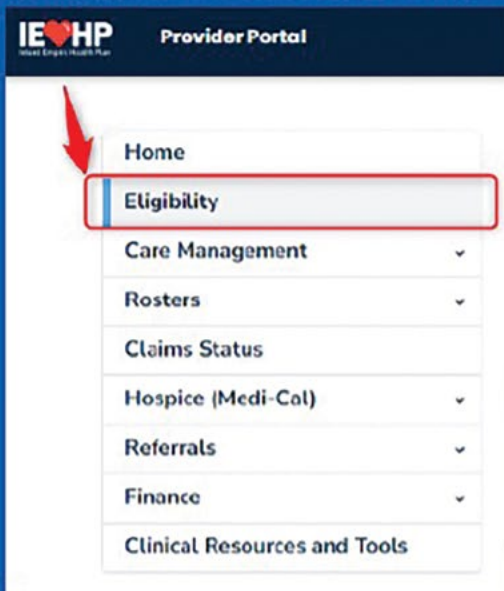 IEHP
Provider Portal
Inland Empire Health Plan
Home
Eligibility
Care Management
Rosters
Claims Status
Hospice (Medi-Cal)
Referrals
Finance
Clinical Resources and Tools